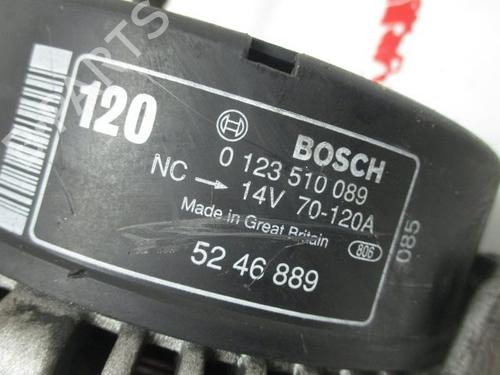 120
BOSCH
0 123 510 089
NC → 14V 70-120A
Made in Great Britain
806
52 46 889
085
PARTS